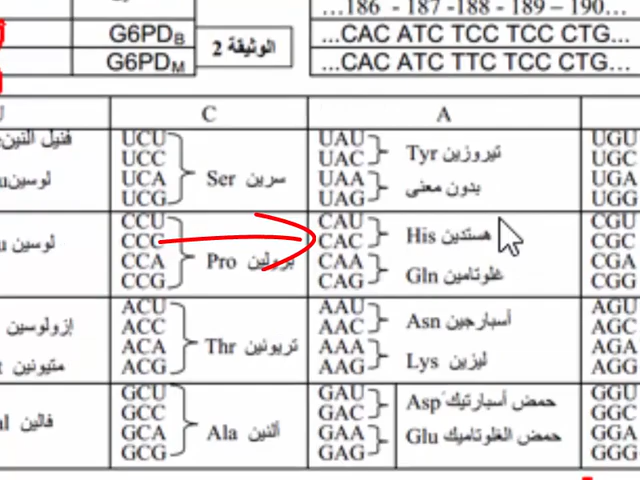 ...186 - 187 -188 - 189 – 190...
G6PDB
الوثيقة 2
...CAC ATC TCC TCC CTG...
G6PDM
...CAC ATC TTC TCC CTG...
U C A
فنيل ألنين UCU UAU UGU
UCC UAC تيروزين Tyr UGC
لوسين UCA سرين Ser UAA UGA
UCG UAG بدون معنى UGG
CCU CAU CGU
لوسين CCC CAC هستدين His CGC
CCA برولين Pro CAA CGA
CCG CAG غلوتامين Gln CGG
ACU AAU AGU
إزولوسين ACC AAC أسبارجين Asn AGC
ACA تريونين Thr AAA AGA
متيونين ACG AAG ليزين Lys AGG
GCU GAU GGU
GCC GAC حمض أسبارتيك Asp GGC
فالين GCA ألنين Ala GAA GGA
GCG GAG حمض الغلوتاميك Glu GGG